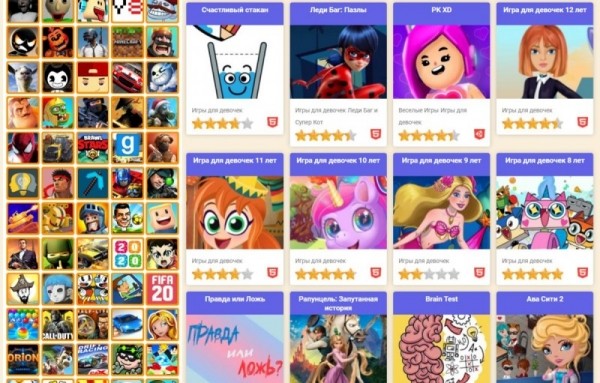 Счастливый стакан
Леди Баг: Пазлы
PK XD
Игра для девочек 12 лет
Игры для девочек
Игры для девочек Леди Баг и
Супер Кот
Веселые Игры Игры для
девочек
Игры для девочек
Игра для девочек 11 лет
Игра для девочек 10 лет
Игра для девочек 9 лет
Игра для девочек 8 лет
Игры для девочек
Игры для девочек
Игры для девочек
Игры для девочек
Правда или Ложь
Рапунцель: Запутанная
история
Brain Test
Ава Сити 2
ПРАВДА
ИЛИ
ЛОЖЬ?
BRAWL
STARS
g
20
20
FIFA
20
CALL OF DUTY
ORION
RACING